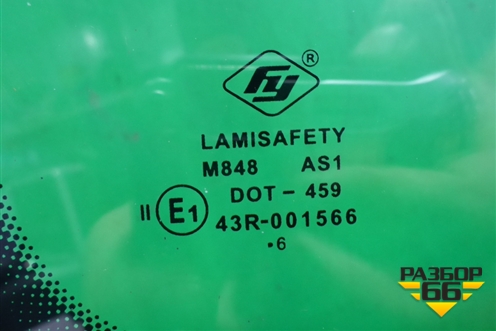 fy ®
LAMISAFETY
M848 AS1
DOT - 459
II E1 43R-001566
.6
РАЗБОР
66